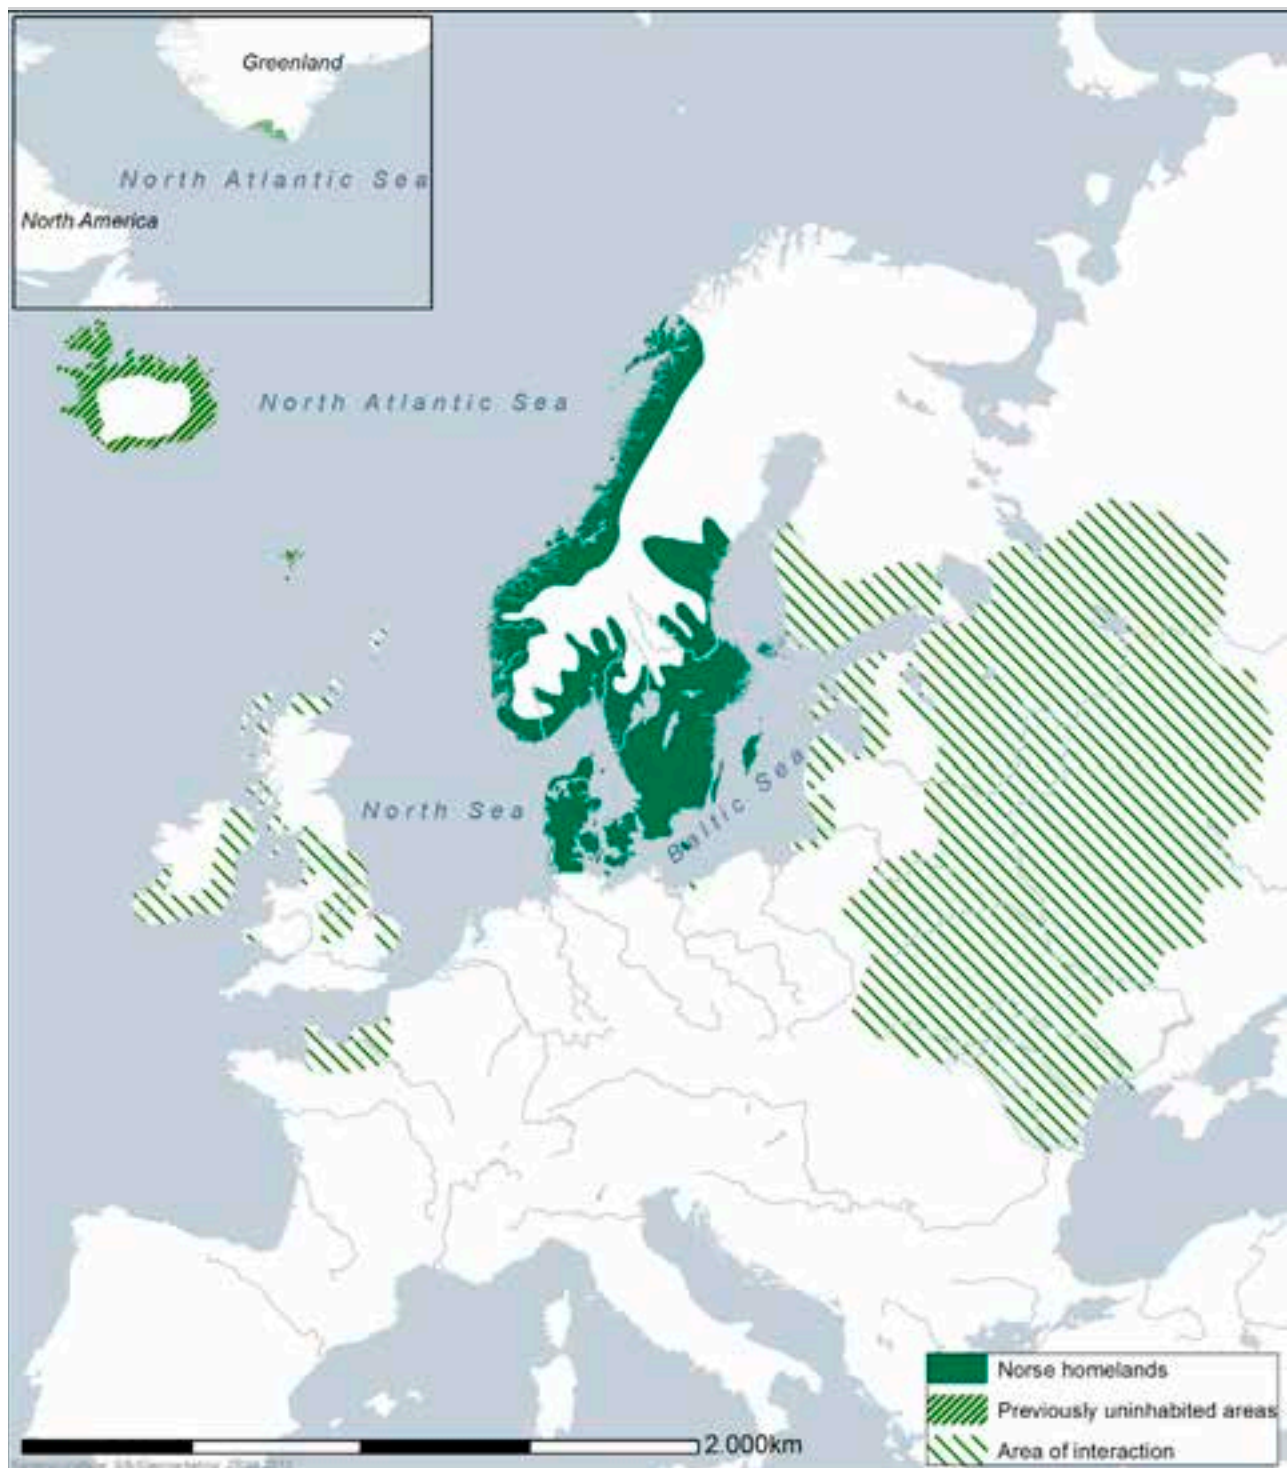 Greenland
North Atlantic Sea
North America
North Atlantic Sea
North Sea
Baltic Sea
Norse homelands
Previously uninhabited areas
Area of interaction
2.000km